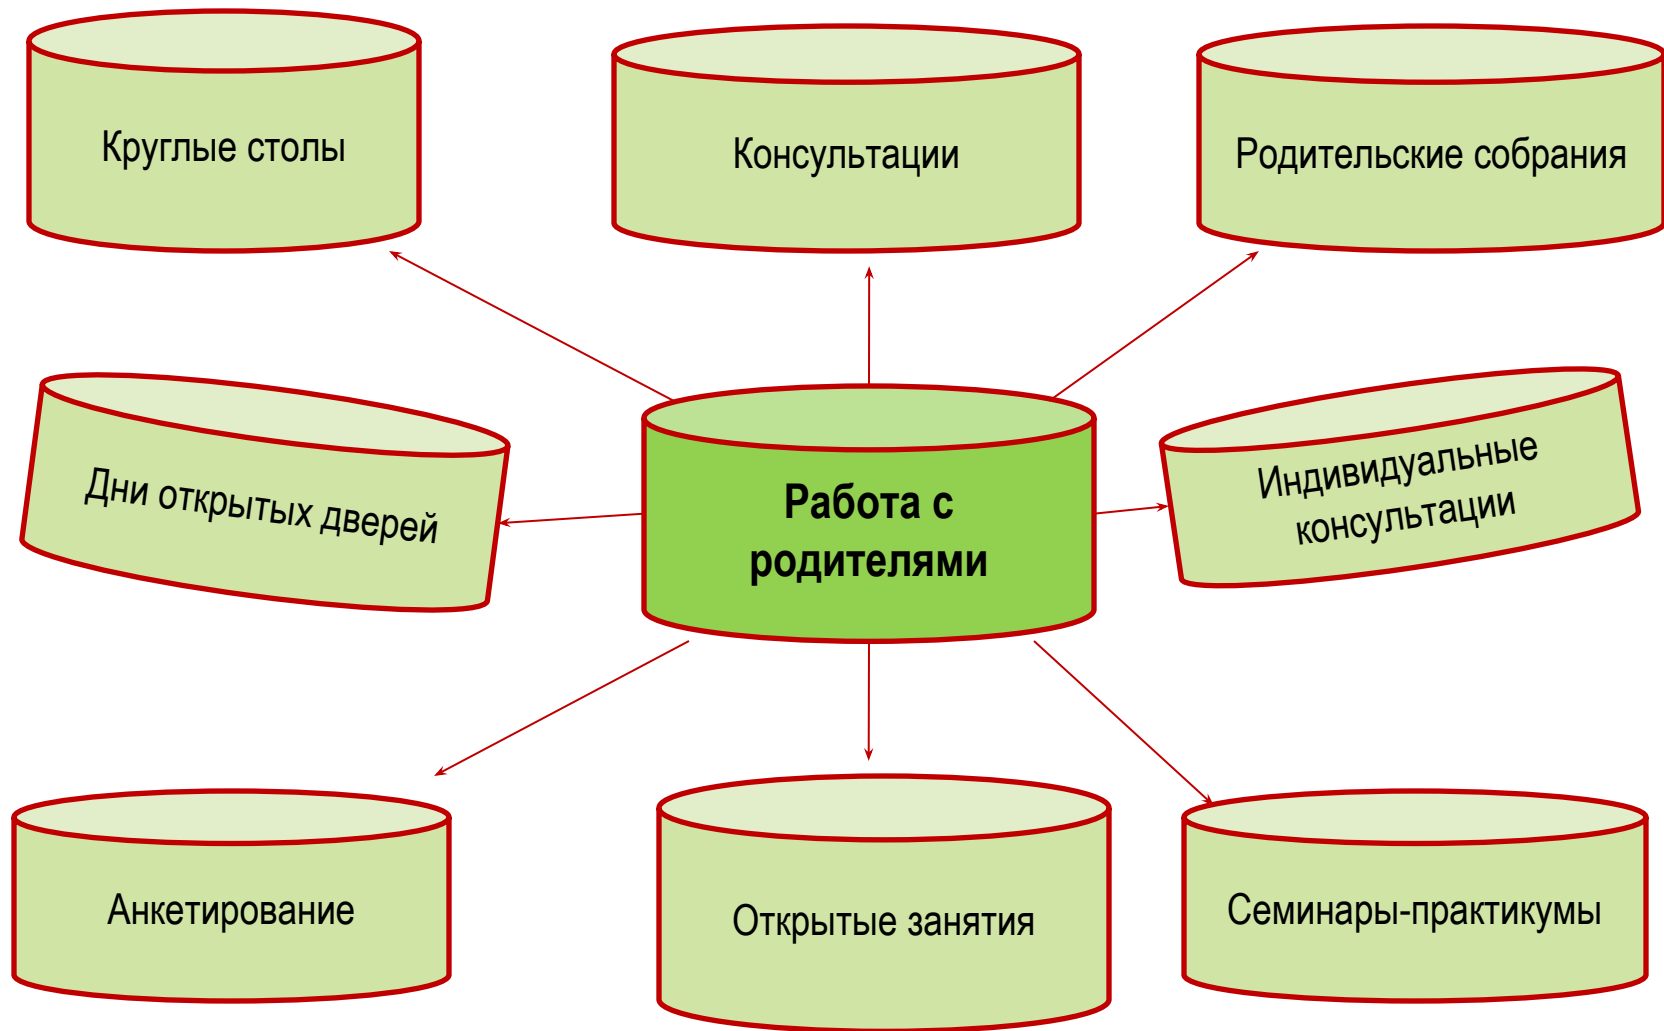 Круглые столы
Консультации
Родительские собрания
Дни открытых дверей
Работа с
родителями
Индивидуальные
консультации
Анкетирование
Открытые занятия
Семинары-практикумы